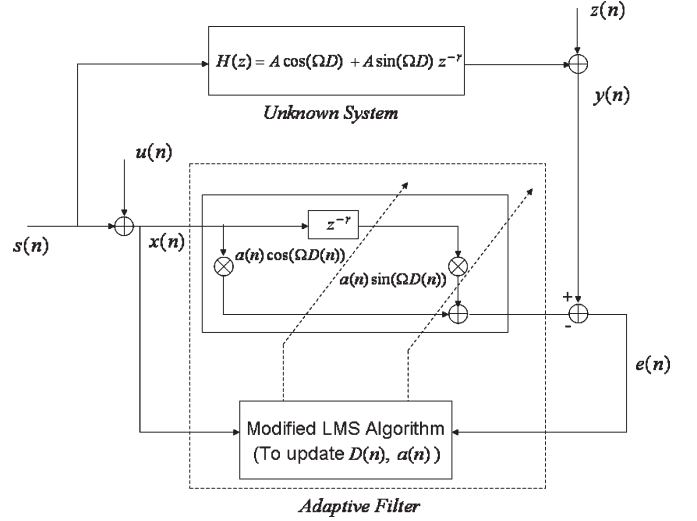 z(n)
H(z) = A cos(ΩD) + A sin(ΩD) z⁻ʳ
Unknown System
y(n)
u(n)
s(n)
x(n)
z⁻ʳ
a(n) cos(ΩD(n))
a(n) sin(ΩD(n))
+
-
e(n)
Modified LMS Algorithm
(To update D(n), a(n) )
Adaptive Filter